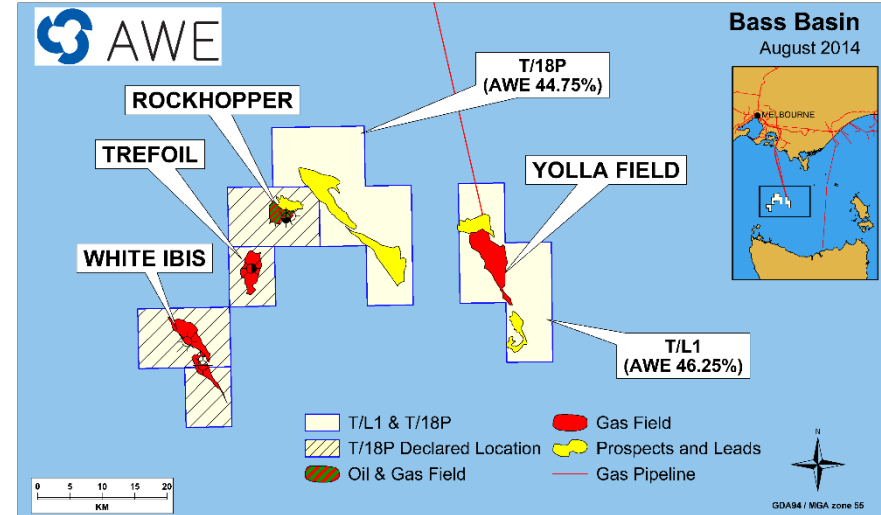 AWE
Bass Basin
August 2014
T/18P
(AWE 44.75%)
ROCKHOPPER
MELBOURNE
TREFOIL
YOLLA FIELD
WHITE IBIS
T/L1
(AWE 46.25%)
T/L1 & T/18P
Gas Field
T/18P Declared Location
Prospects and Leads
Oil & Gas Field
Gas Pipeline
N
0 5 10 15 20
KM
GDA94 / MGA zone 55